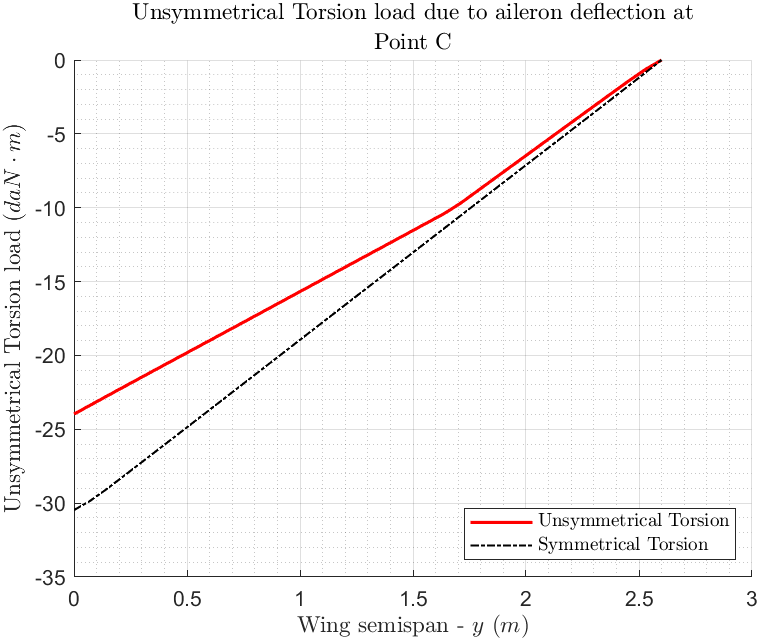 Unsymmetrical Torsion load due to aileron deflection at
Point C
Unsymmetrical Torsion load (daN · m)
0
-5
-10
-15
-20
-25
-30
-35
0
0.5
1
1.5
2
2.5
3
Wing semispan - y (m)
Unsymmetrical Torsion
Symmetrical Torsion